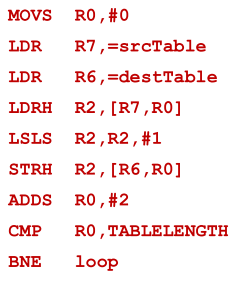 MOVS R0,#0
LDR R7,=srcTable
LDR R6,=destTable
LDRH R2,[R7,R0]
LSLS R2,R2,#1
STRH R2,[R6,R0]
ADDS R0,#2
CMP R0,TABLELENGTH
BNE loop